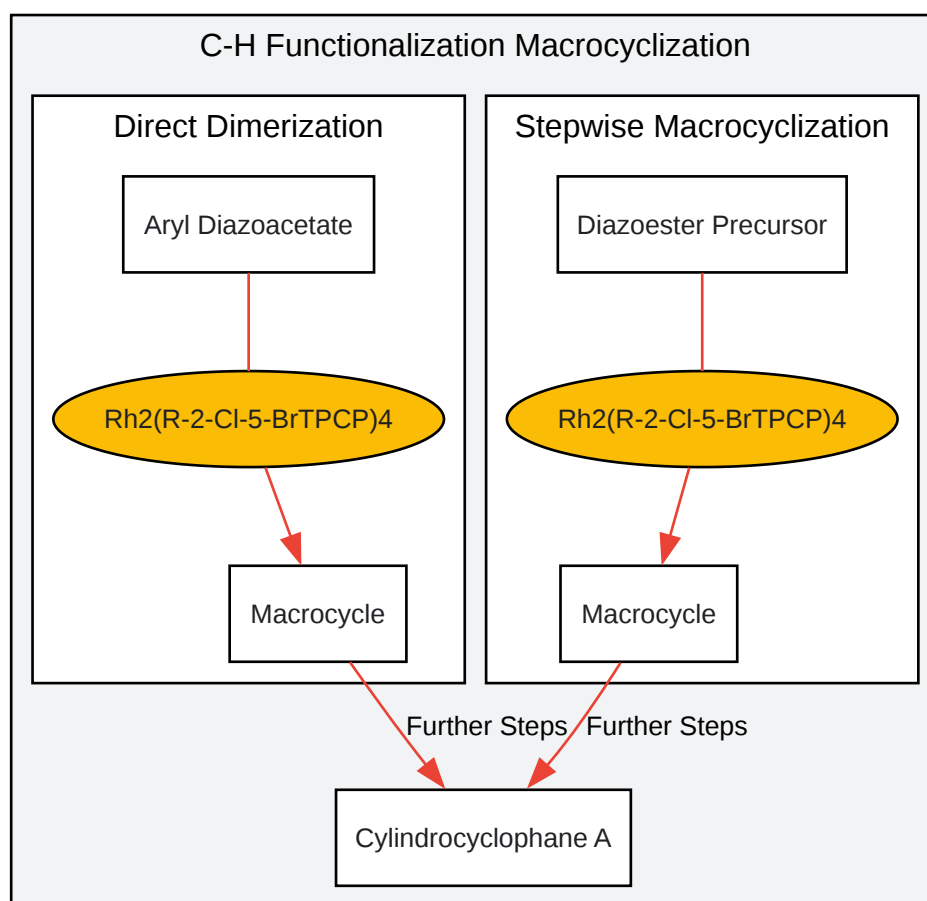 C-H Functionalization Macrocyclization
Direct Dimerization
Aryl Diazoacetate
Rh2(R-2-Cl-5-BrTPCP)4
Macrocycle
Stepwise Macrocyclization
Diazoester Precursor
Rh2(R-2-Cl-5-BrTPCP)4
Macrocycle
Further Steps
Further Steps
Cylindrocyclophane A